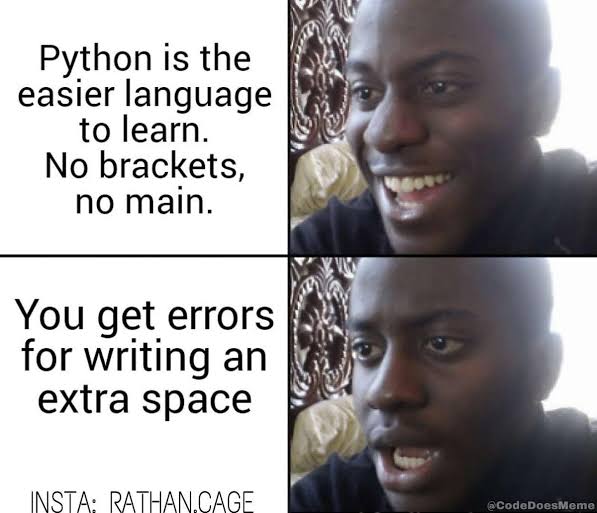 Python is the
easier language
to learn.
No brackets,
no main.
You get errors
for writing an
extra space
INSTA: RATHAN.CAGE
@CodeDoesMeme